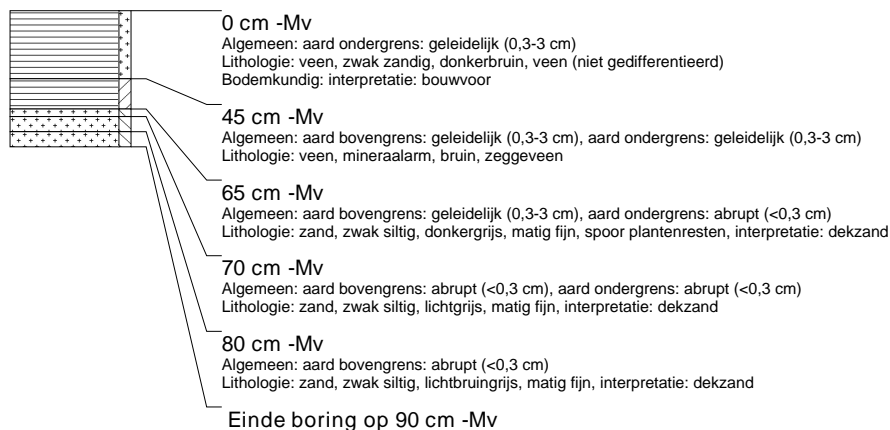 0 cm -Mv
Algemeen: aard ondergrens: geleidelijk (0,3-3 cm)
Lithologie: veen, zwak zandig, donkerbruin, veen (niet gedifferentieerd)
Bodemkundig: interpretatie: bouwvoor
45 cm -Mv
Algemeen: aard bovengrens: geleidelijk (0,3-3 cm), aard ondergrens: geleidelijk (0,3-3 cm)
Lithologie: veen, mineraalarm, bruin, zeggeveen
65 cm -Mv
Algemeen: aard bovengrens: geleidelijk (0,3-3 cm), aard ondergrens: abrupt (<0,3 cm)
Lithologie: zand, zwak siltig, donkergrijs, matig fijn, spoor plantenresten, interpretatie: dekzand
70 cm -Mv
Algemeen: aard bovengrens: abrupt (<0,3 cm), aard ondergrens: abrupt (<0,3 cm)
Lithologie: zand, zwak siltig, lichtgrijs, matig fijn, interpretatie: dekzand
80 cm -Mv
Algemeen: aard bovengrens: abrupt (<0,3 cm)
Lithologie: zand, zwak siltig, lichtbruingrijs, matig fijn, interpretatie: dekzand
Einde boring op 90 cm -Mv